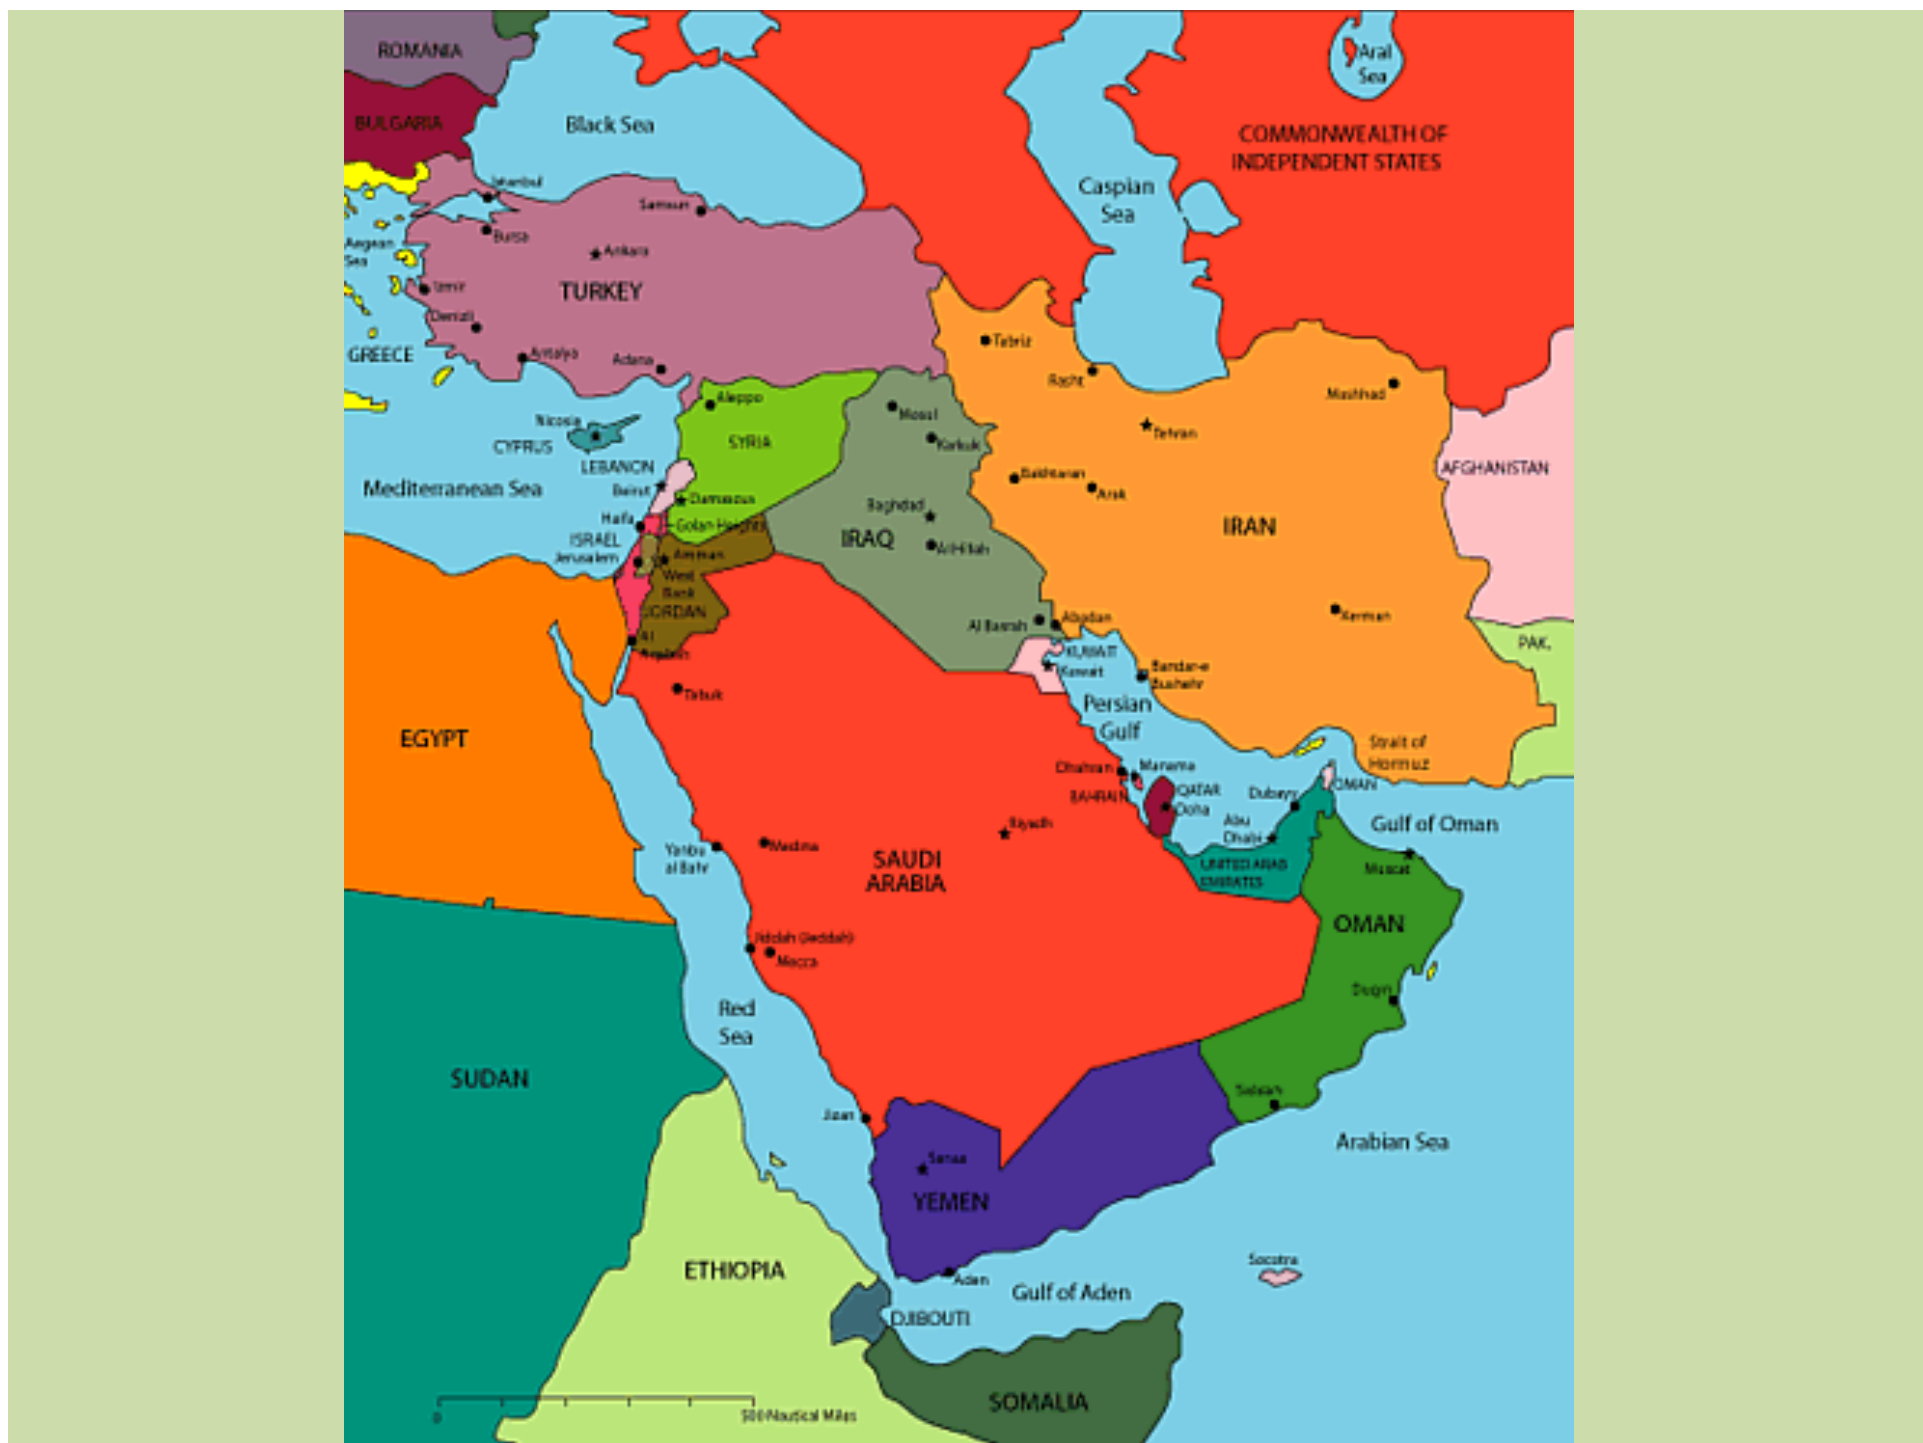 ROMANIA
Aral
Sea
BULGARIA
Black Sea
COMMONWEALTH OF
INDEPENDENT STATES
Istanbul
Caspian
Sea
Samsun
Bursa
Aegean
Sea
Ankara
Izmir
TURKEY
Denizli
GREECE
Antalya
Adana
Tabriz
Rasht
Mashhad
Aleppo
Nicosia
CYPRUS
Mosul
Tehran
SYRIA
Karkuk
LEBANON
Beirut
AFGHANISTAN
Mediterranean Sea
Damascus
Bakhtaran
Arak
Baghdad
Haifa
Golan Heights
IRAN
ISRAEL
IRAQ
Jerusalem
Amman
Al Hillah
West
Bank
JORDAN
Al Basrah
Abadan
Kerman
Al
KUWAIT
Kuwait
PAK.
Tabuk
Bandar-e
Bushehr
Persian
Gulf
EGYPT
Strait of
Hormuz
Dhahran
Manama
BAHRAIN
QATAR
Doha
Dubayy
OMAN
Abu
Dhabi
Gulf of Oman
Riyadh
Yanbu
al Bahr
Medina
SAUDI
ARABIA
UNITED ARAB
EMIRATES
Muscat
OMAN
Jiddah (Jeddah)
Mecca
Duqm
Red
Sea
SUDAN
Salalah
Jizan
Arabian Sea
Sanaa
YEMEN
ETHIOPIA
Socotra
Aden
Gulf of Aden
DJIBOUTI
SOMALIA
0
500 Nautical Miles